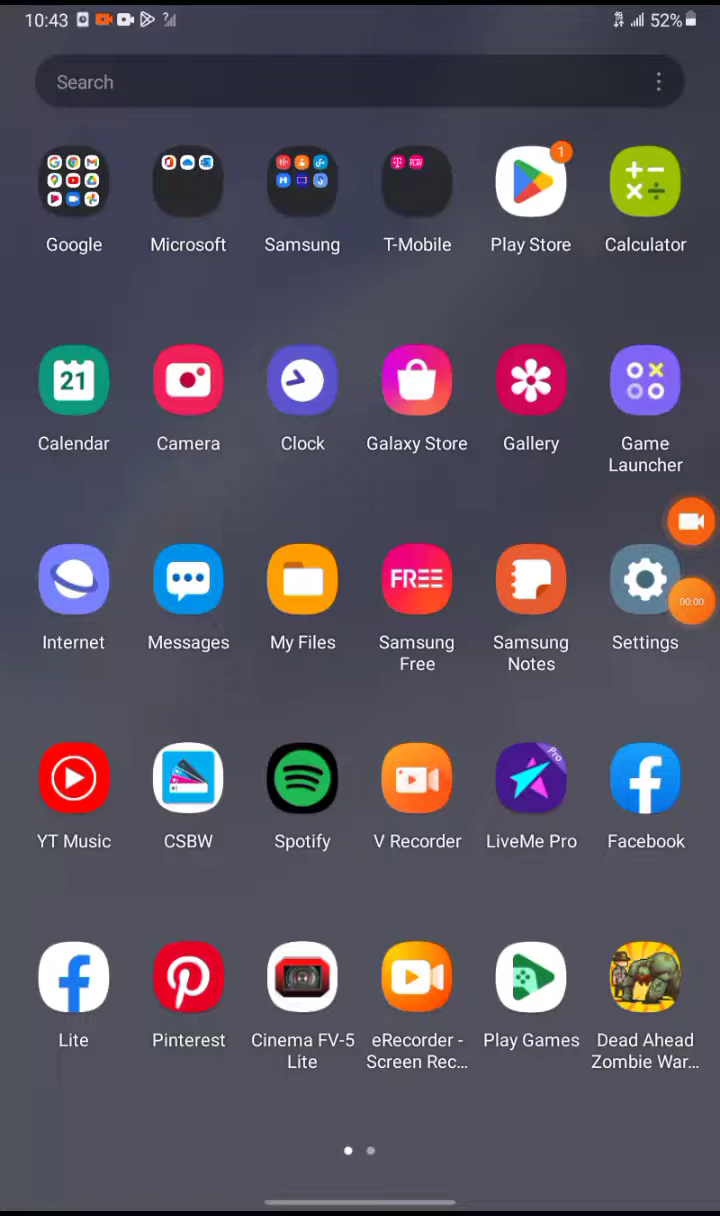 10:43
52%
Search
1
Google
Microsoft
Samsung
T-Mobile
Play Store
Calculator
21
Calendar
Camera
Clock
Galaxy Store
Gallery
Game
Launcher
FREE
00:00
Internet
Messages
My Files
Samsung
Free
Samsung
Notes
Settings
Pro
YT Music
CSBW
Spotify
V Recorder
LiveMe Pro
Facebook
Lite
Pinterest
Cinema FV-5
Lite
eRecorder -
Screen Rec...
Play Games
Dead Ahead
Zombie War...